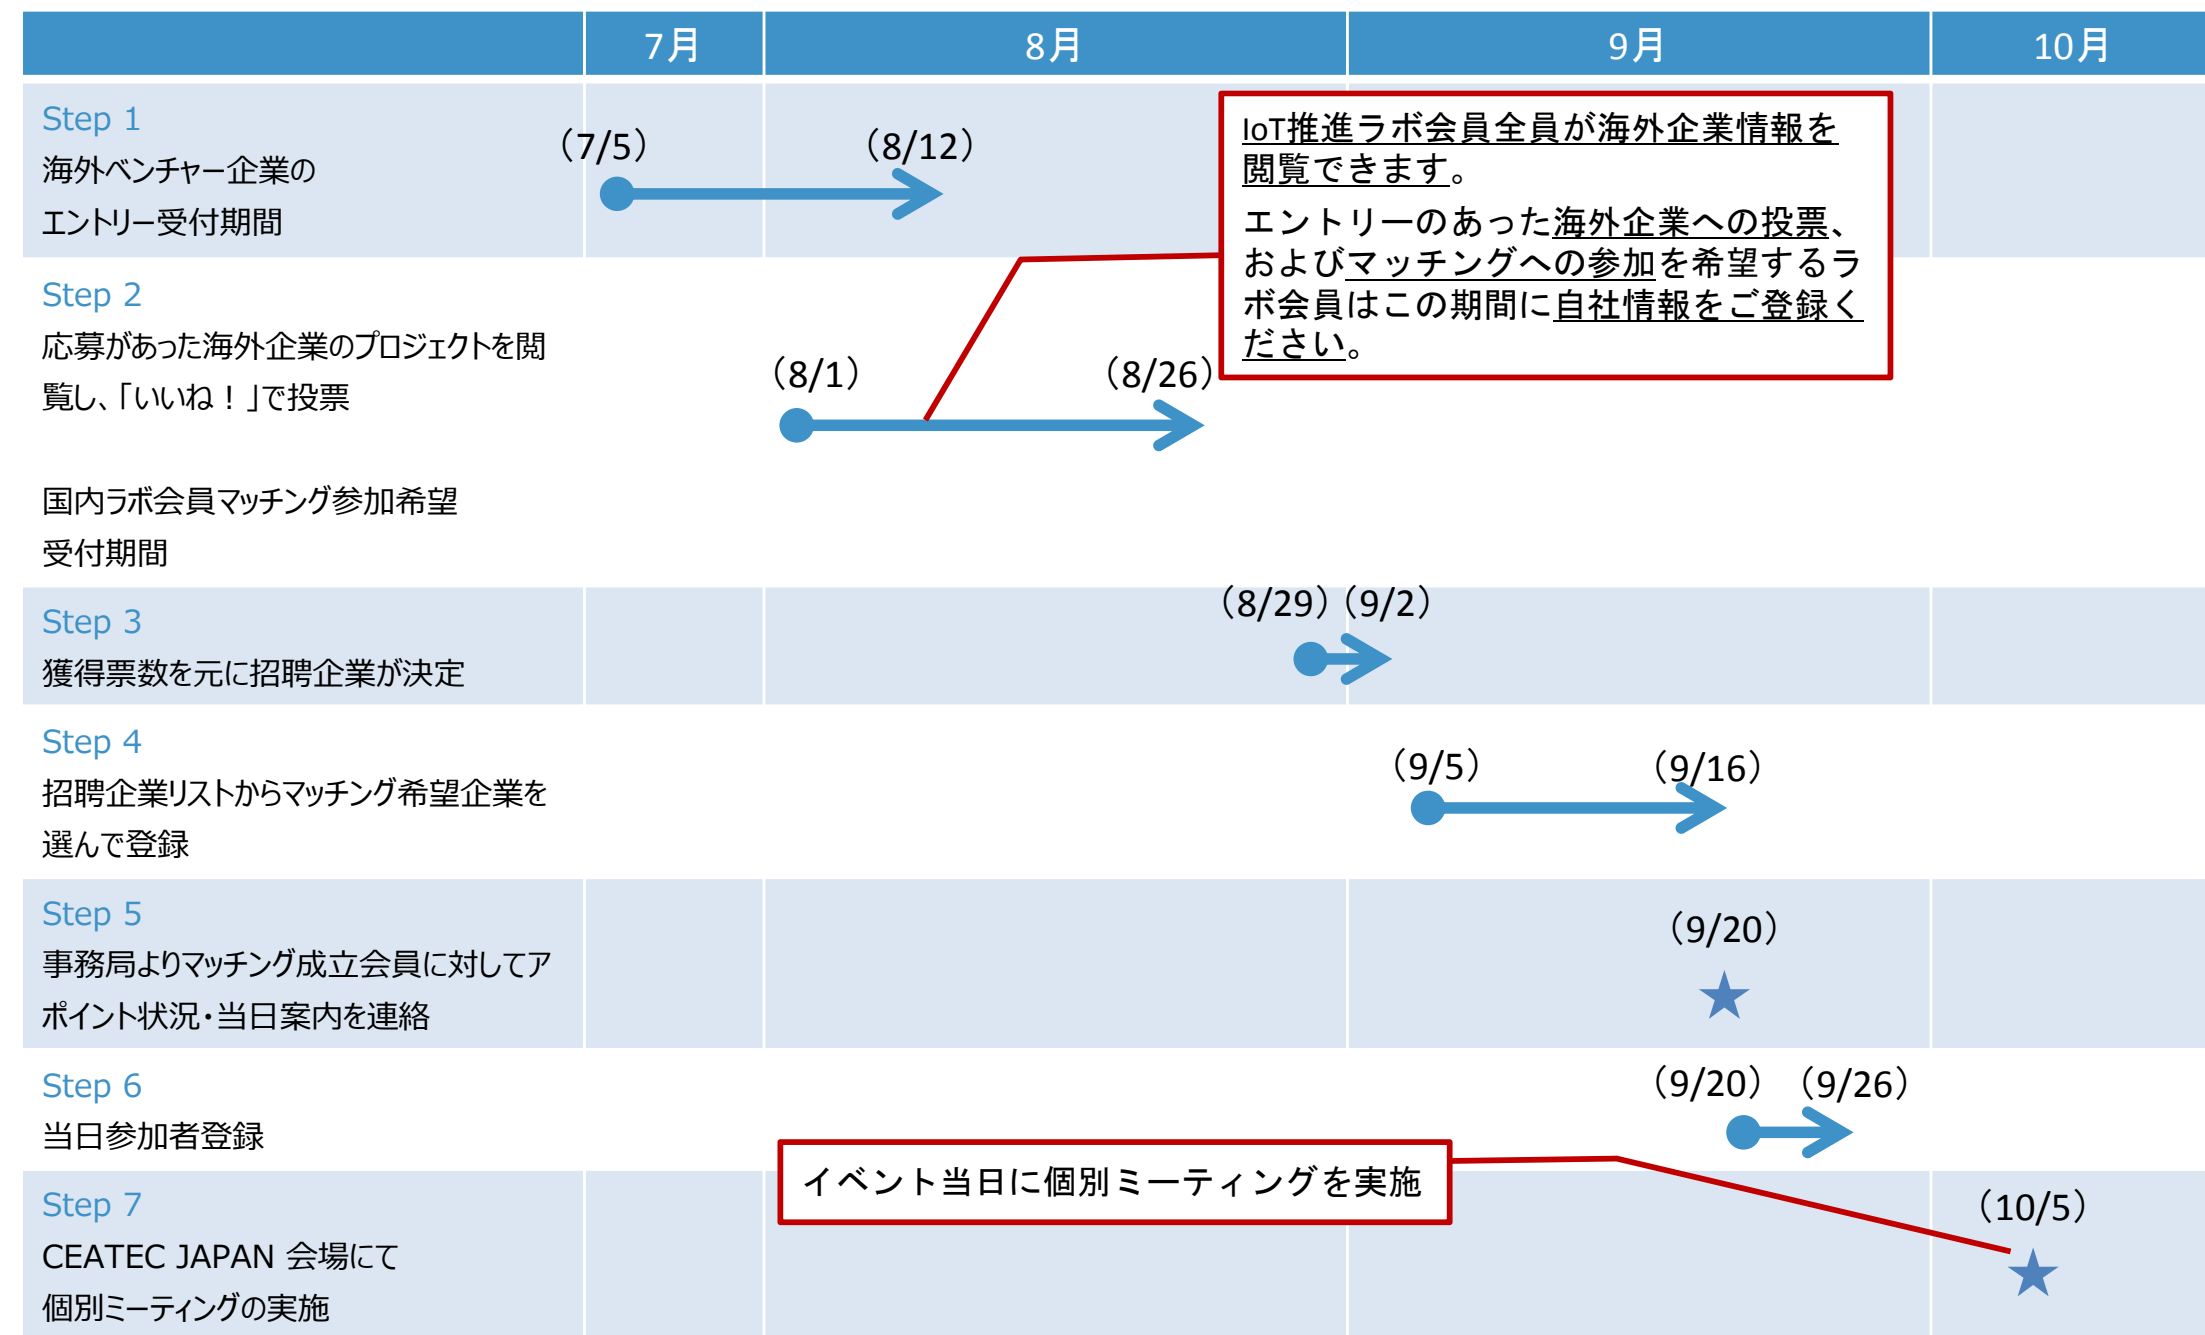 7月 8月 9月 10月
Step 1
海外ベンチャー企業の
エントリー受付期間
（7/5） （8/12）
IoT推進ラボ会員全員が海外企業情報を
閲覧できます。
エントリーのあった海外企業への投票、
およびマッチングへの参加を希望するラ
ボ会員はこの期間に自社情報をご登録く
ださい。
Step 2
応募があった海外企業のプロジェクトを閲
覧し、「いいね！」で投票
（8/1） （8/26）
国内ラボ会員マッチング参加希望
受付期間
Step 3
獲得票数を元に招聘企業が決定
（8/29）（9/2）
Step 4
招聘企業リストからマッチング希望企業を
選んで登録
（9/5） （9/16）
Step 5
事務局よりマッチング成立会員に対してア
ポイント状況・当日案内を連絡
（9/20）
Step 6
当日参加者登録
（9/20）（9/26）
イベント当日に個別ミーティングを実施
Step 7
CEATEC JAPAN 会場にて
個別ミーティングの実施
（10/5）